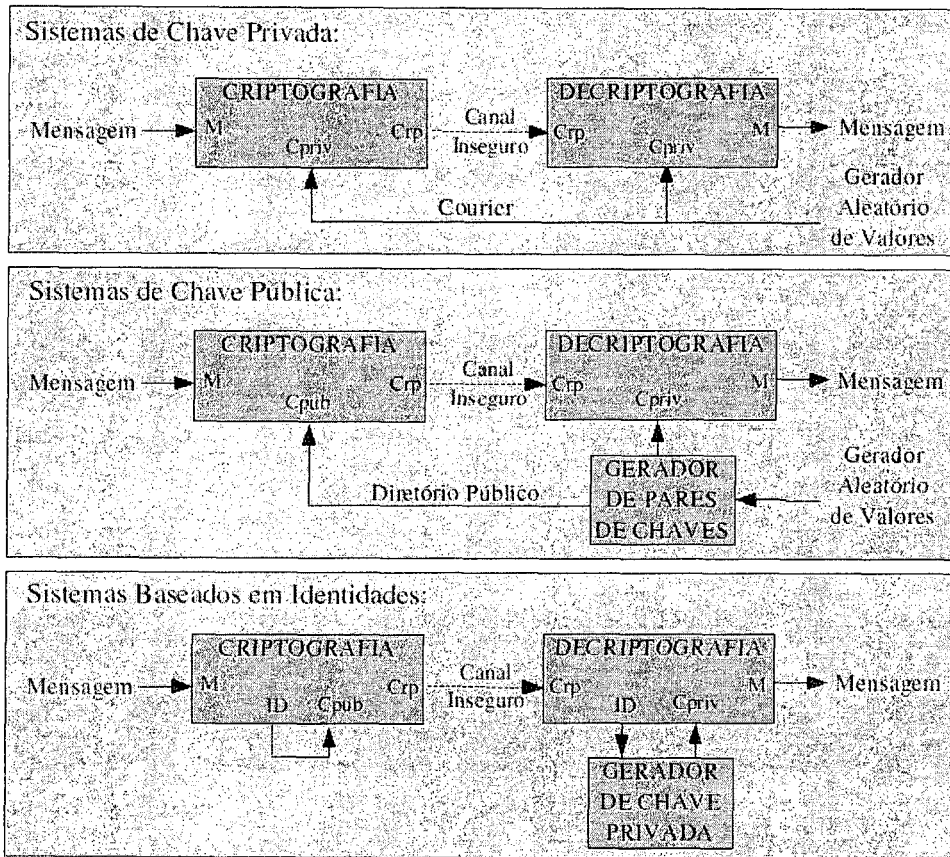 Sistemas de Chave Privada:
CRIPTOGRAFIA
DECRIPTOGRAFIA
Mensagem
M
Cpriv
Crp
Canal
Inseguro
Crp
Cpriv
M
Mensagem
Courier
Gerador
Aleatório
de Valores
Sistemas de Chave Pública:
CRIPTOGRAFIA
DECRIPTOGRAFIA
Mensagem
M
Cpub
Crp
Canal
Inseguro
Crp
Cpriv
M
Mensagem
Diretório Público
GERADOR
DE PARES
DE CHAVES
Gerador
Aleatório
de Valores
Sistemas Baseados em Identidades:
CRIPTOGRAFIA
DECRIPTOGRAFIA
Mensagem
M
ID
Cpub
Crp
Canal
Inseguro
Crp
ID
Cpriv
M
Mensagem
GERADOR
DE CHAVE
PRIVADA